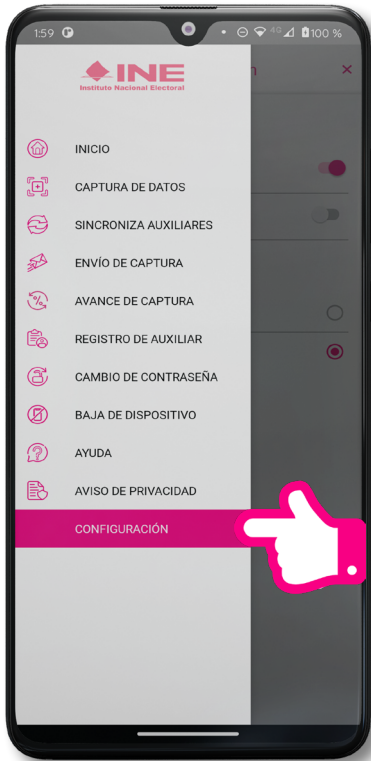 1:59
4G
100 %
INE
Instituto Nacional Electoral
n
INICIO
CAPTURA DE DATOS
SINCRONIZA AUXILIARES
ENVÍO DE CAPTURA
AVANCE DE CAPTURA
REGISTRO DE AUXILIAR
CAMBIO DE CONTRASEÑA
BAJA DE DISPOSITIVO
AYUDA
AVISO DE PRIVACIDAD
CONFIGURACIÓN